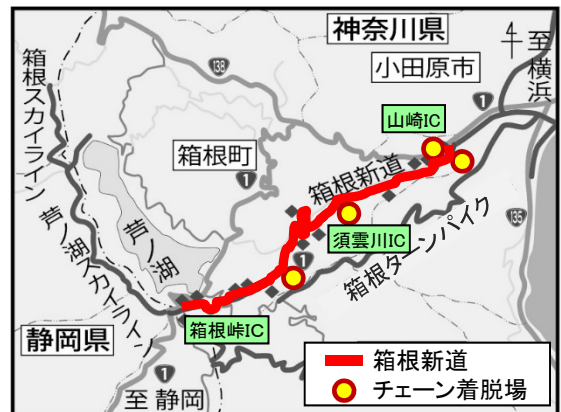 神奈川県
至横浜
138
小田原市
1
山崎IC
箱根スカイライン
箱根町
1
箱根新道
135
芦ノ湖
須雲川IC
1
箱根ターンパイク
芦ノ湖スカイライン
箱根峠IC
静岡県
1
至 静岡
箱根新道
チェーン着脱場